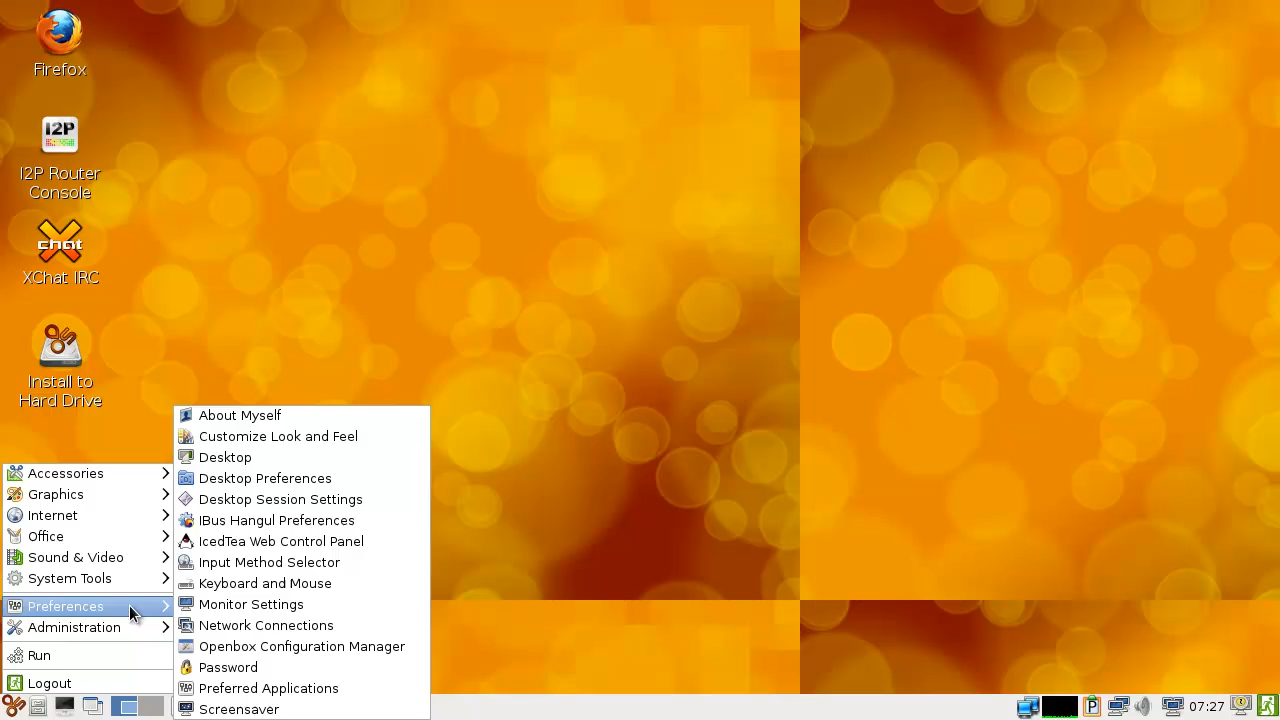 Firefox
I2P
I2P Router
Console
chat
XChat IRC
Install to
Hard Drive
Accessories
Graphics
Internet
Office
Sound & Video
System Tools
Preferences
Administration
Run
Logout
About Myself
Customize Look and Feel
Desktop
Desktop Preferences
Desktop Session Settings
IBus Hangul Preferences
IcedTea Web Control Panel
Input Method Selector
Keyboard and Mouse
Monitor Settings
Network Connections
Openbox Configuration Manager
Password
Preferred Applications
Screensaver
P
07:27